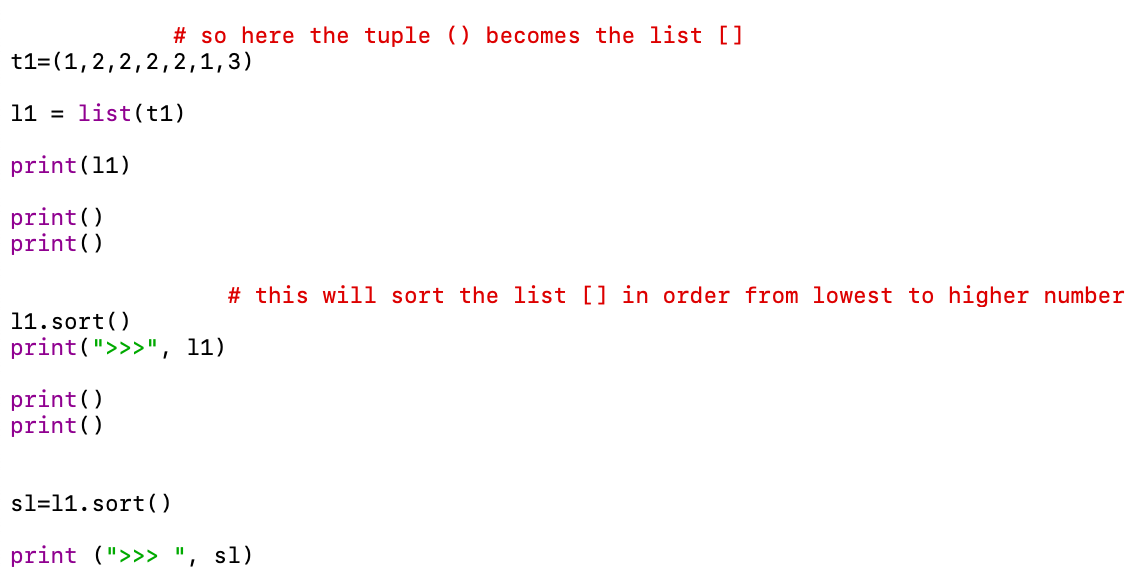 # so here the tuple () becomes the list []
t1=(1,2,2,2,2,1,3)
l1 = list(t1)
print(l1)
print()
print()
# this will sort the list [] in order from lowest to higher number
l1.sort()
print(">>>", l1)
print()
print()
sl=l1.sort()
print (">>> ", sl)